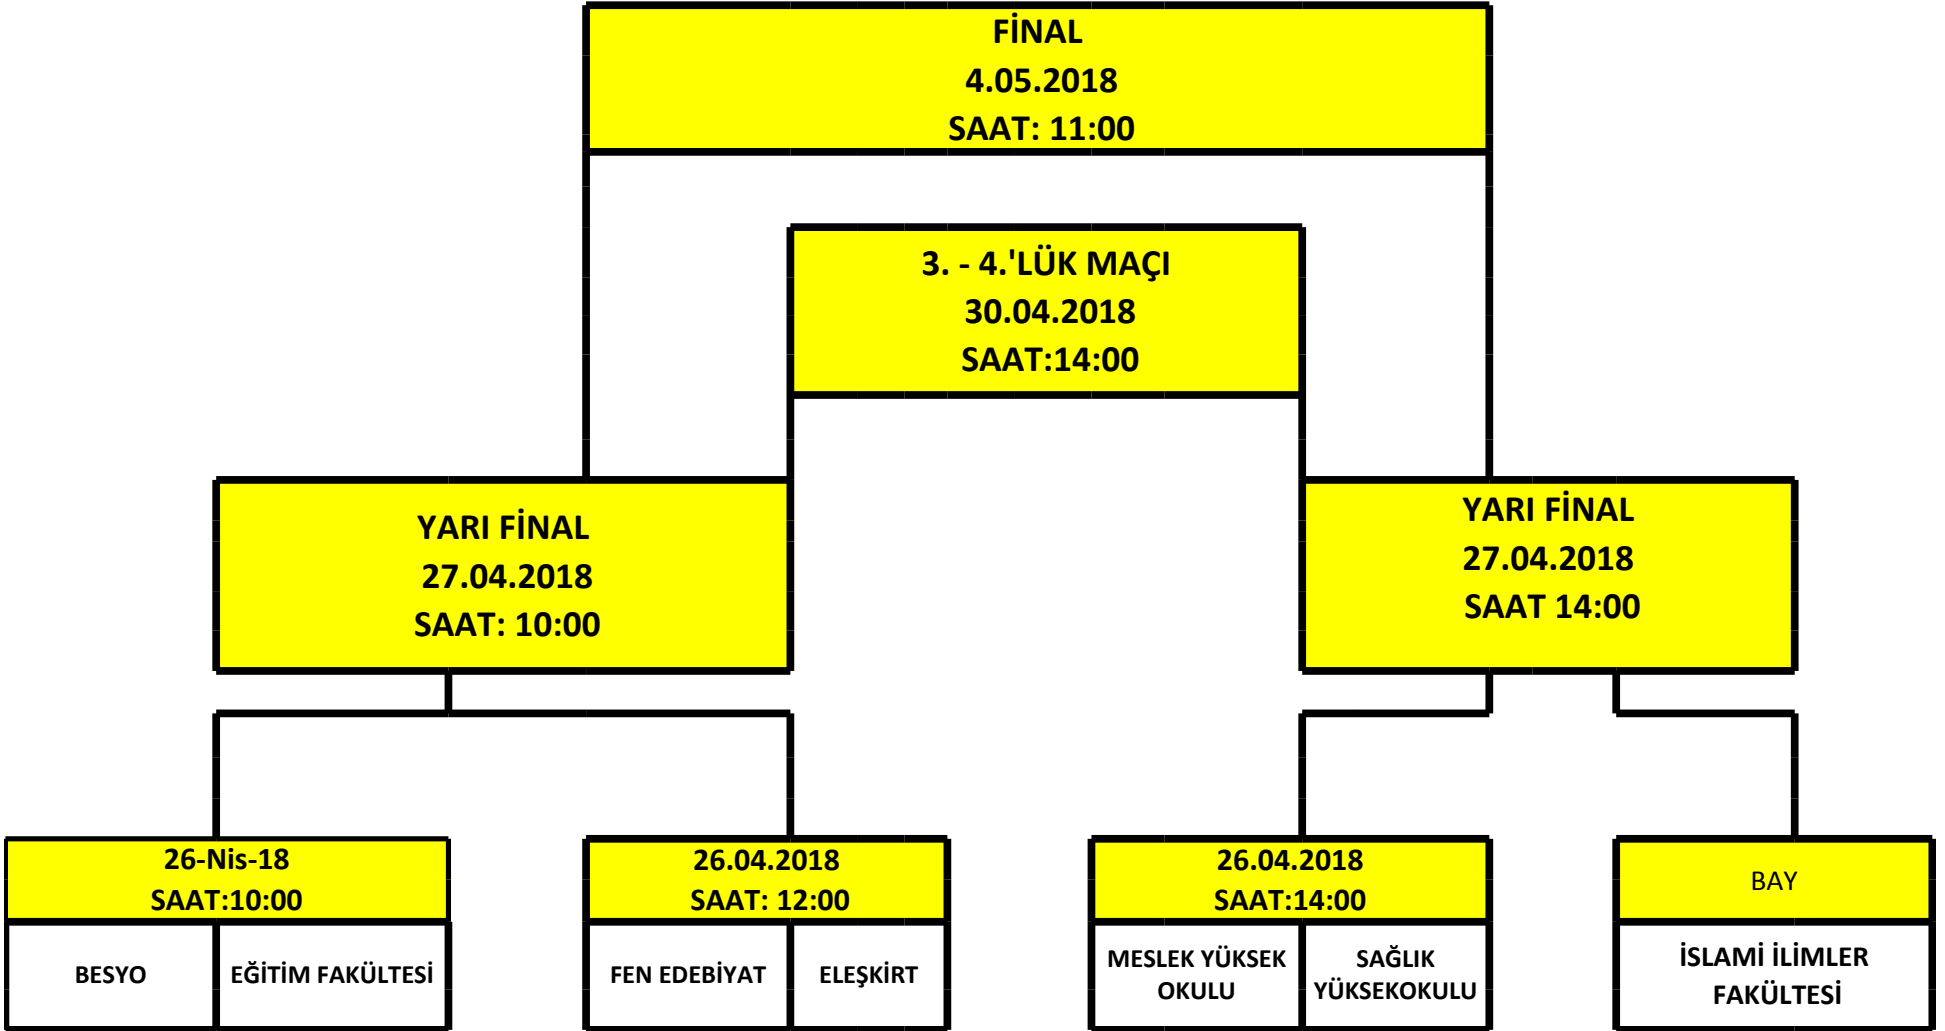 FİNAL
4.05.2018
SAAT: 11:00
3. - 4.'LÜK MAÇI
30.04.2018
SAAT:14:00
YARI FİNAL
27.04.2018
SAAT: 10:00
YARI FİNAL
27.04.2018
SAAT 14:00
26-Nis-18
SAAT:10:00
26.04.2018
SAAT: 12:00
26.04.2018
SAAT:14:00
BAY
BESYO
EĞİTİM FAKÜLTESİ
FEN EDEBİYAT
ELEŞKİRT
MESLEK YÜKSEK
OKULU
SAĞLIK
YÜKSEKOKULU
İSLAMİ İLİMLER
FAKÜLTESİ